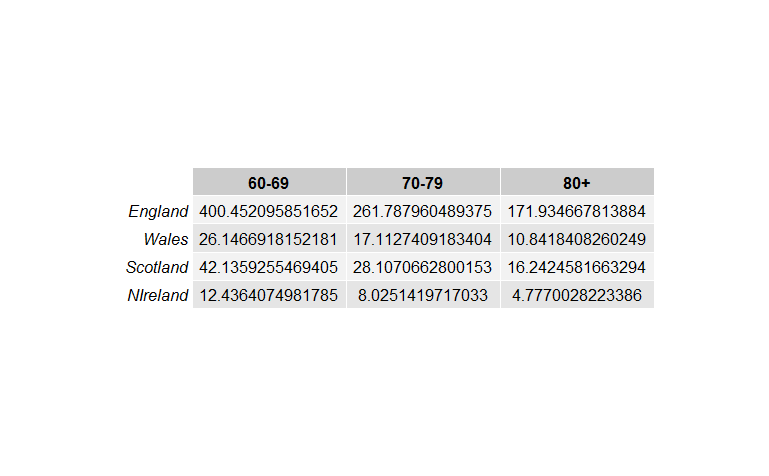 60-69 70-79 80+
England 400.452095851652 261.787960489375 171.934667813884
Wales 26.1466918152181 17.1127409183404 10.8418408260249
Scotland 42.1359255469405 28.1070662800153 16.2424581663294
NIreland 12.4364074981785 8.0251419717033 4.7770028223386